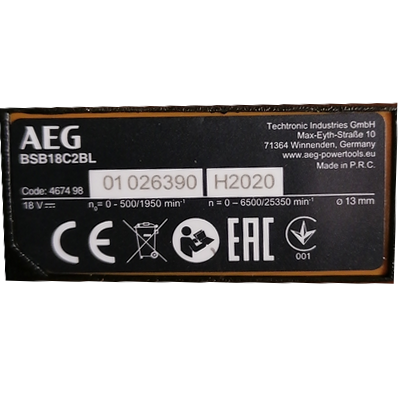 AEG
BSB18C2BL
Techtronic Industries GmbH
Max-Eyth-Straße 10
71364 Winnenden, Germany
www.aeg-powertools.eu
Made in P.R.C.
Code: 4674 98
01 026390
H2020
18 V ⎓ n₀= 0 - 500/1950 min⁻¹ n = 0 – 6500/25350 min⁻¹ ø 13 mm
CE
EAC
001